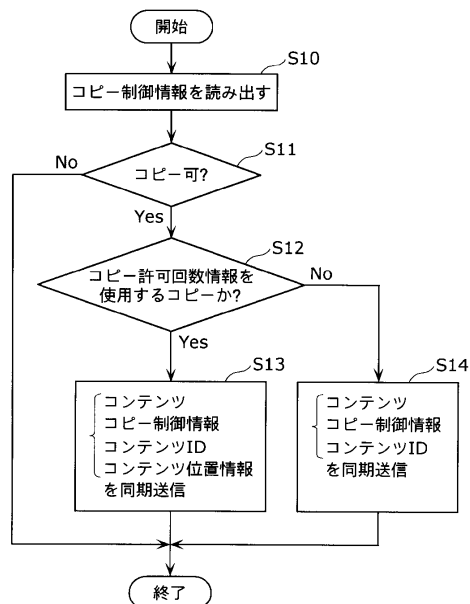 開始
S10
コピー制御情報を読み出す
S11
No
コピー可?
Yes
S12
コピー許可回数情報を
使用するコピーか?
No
Yes
S13
コンテンツ
コピー制御情報
コンテンツID
コンテンツ位置情報
を同期送信
S14
コンテンツ
コピー制御情報
コンテンツID
を同期送信
終了